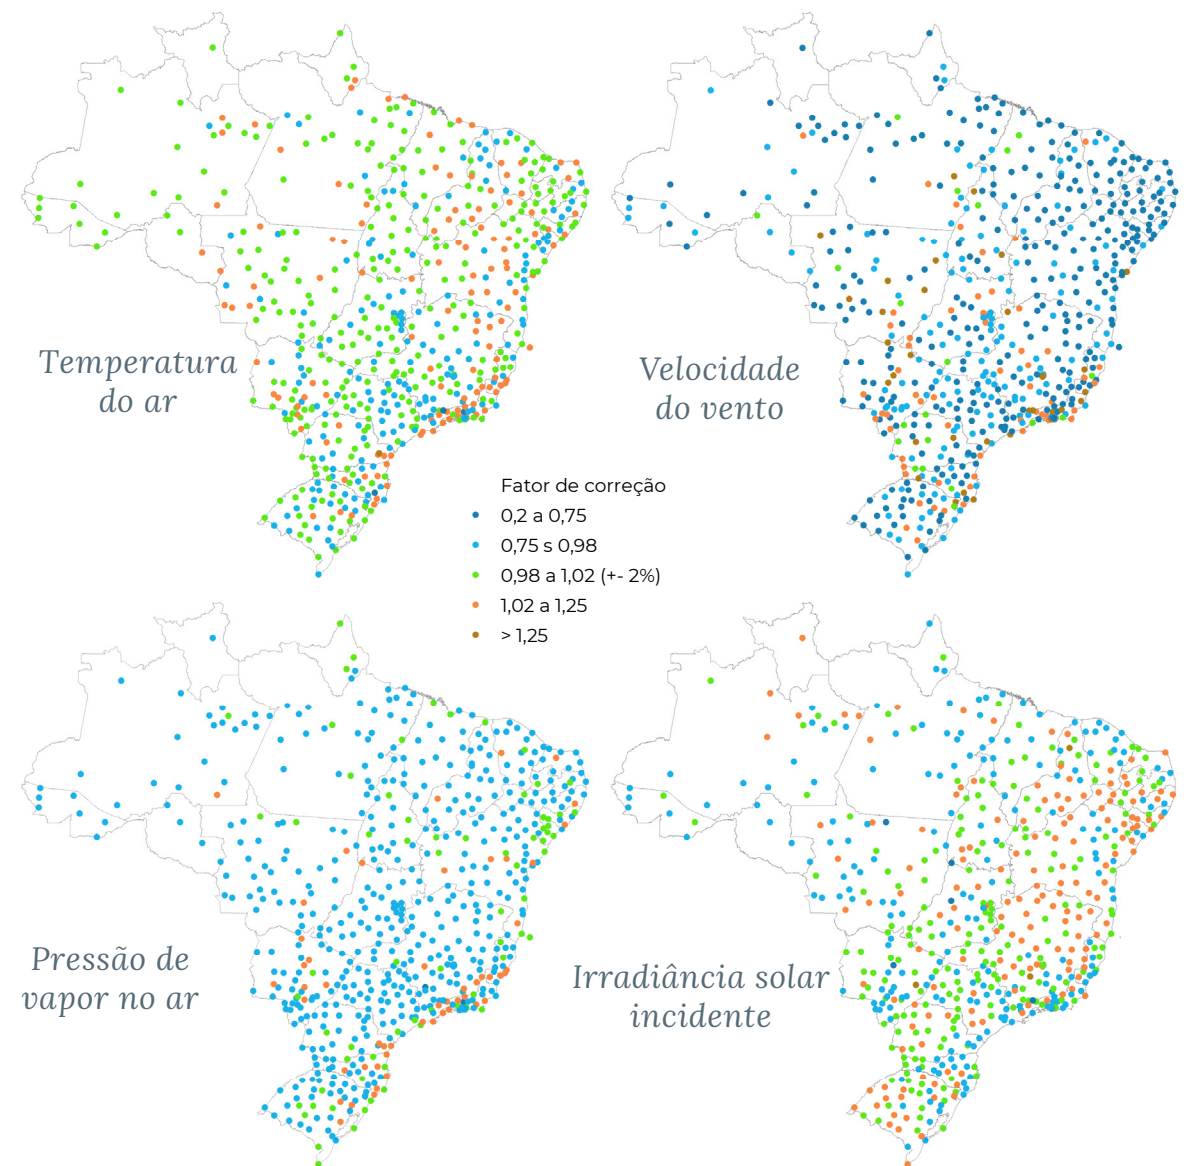 Temperatura
do ar
Velocidade
do vento
Fator de correção
0,2 a 0,75
0,75 s 0,98
0,98 a 1,02 (+- 2%)
1,02 a 1,25
> 1,25
Pressão de
vapor no ar
Irradiância solar
incidente